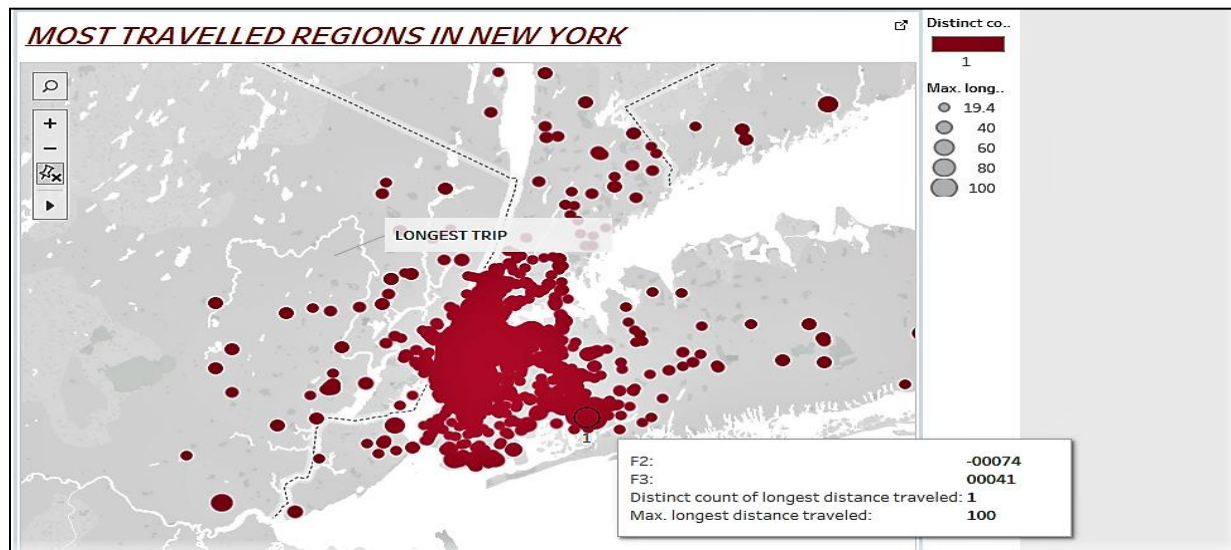 MOST TRAVELLED REGIONS IN NEW YORK
Distinct co..
1
Max. long..
19.4
40
60
80
100
LONGEST TRIP
1
F2: -00074
F3: 00041
Distinct count of longest distance traveled: 1
Max. longest distance traveled: 100